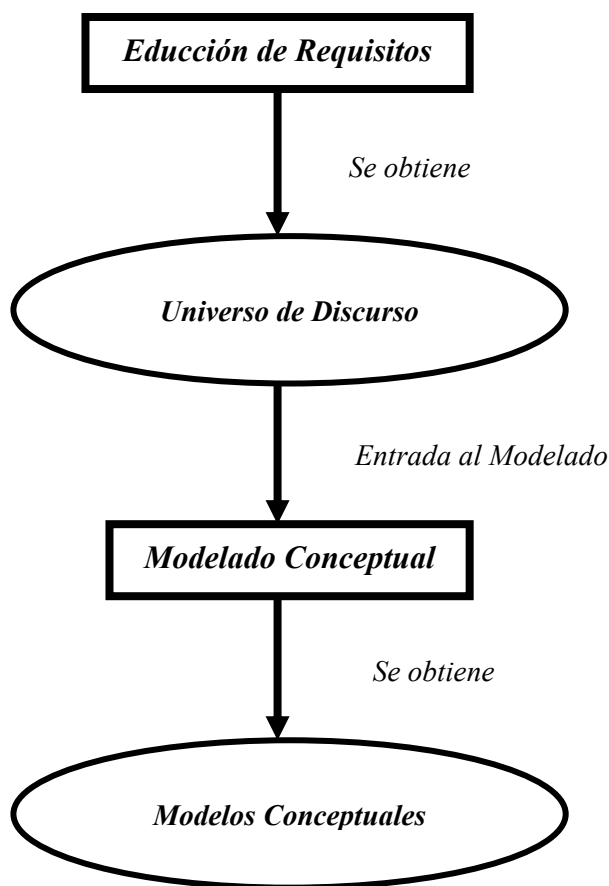 Educción de Requisitos
Se obtiene
Universo de Discurso
Entrada al Modelado
Modelado Conceptual
Se obtiene
Modelos Conceptuales